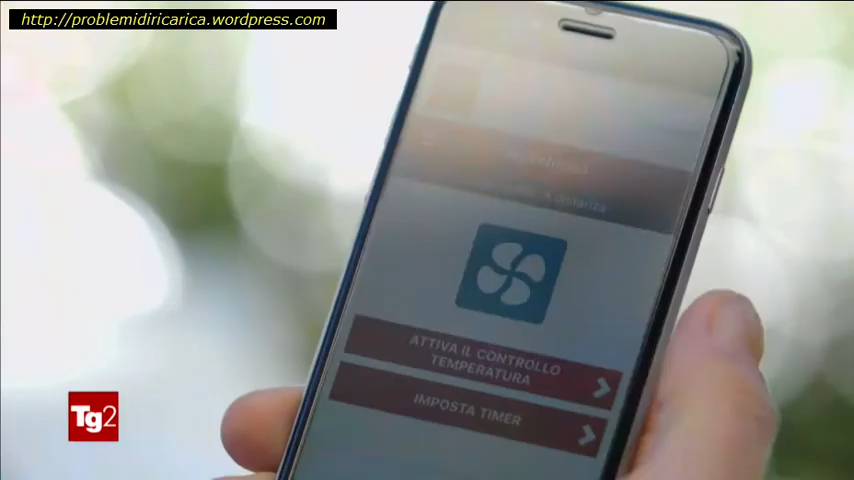 http://problemidiricarica.wordpress.com
ATTIVA IL CONTROLLO
TEMPERATURA
IMPOSTA TIMER
Tg2